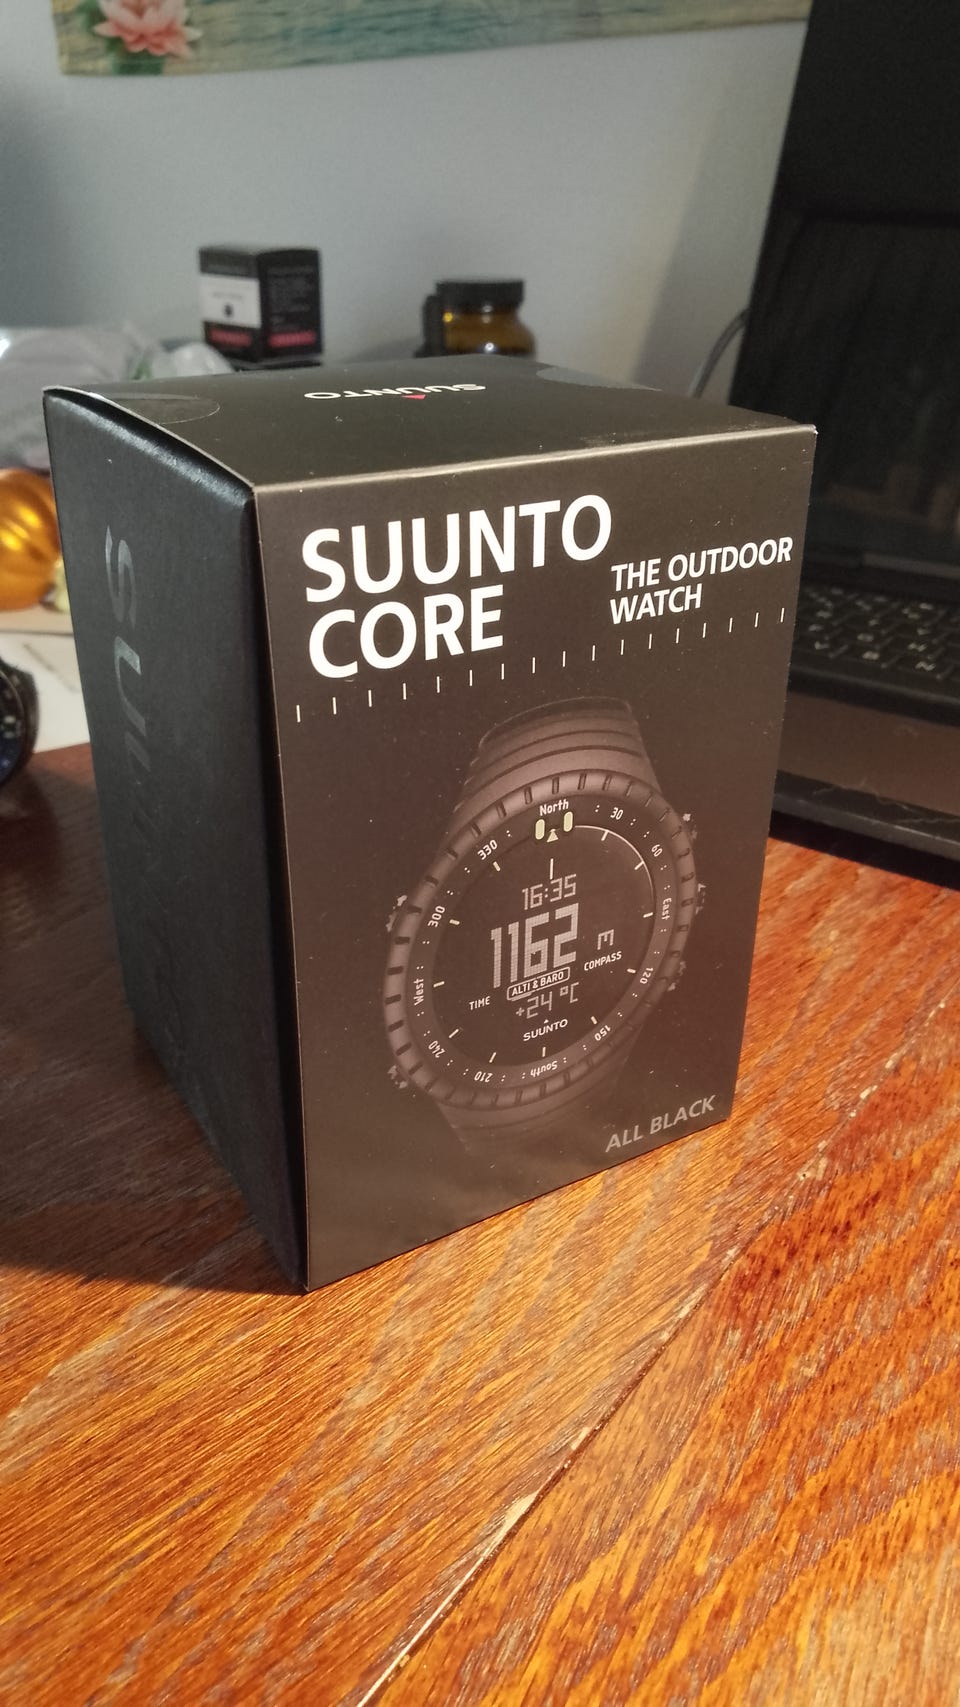 SUUNTO
SUUNTO
CORE
THE OUTDOOR
WATCH
North
30
60
East
120
150
South
210
240
West
300
330
16:35
1162
m
ALTI & BARO
TIME
COMPASS
+24 °C
SUUNTO
ALL BLACK